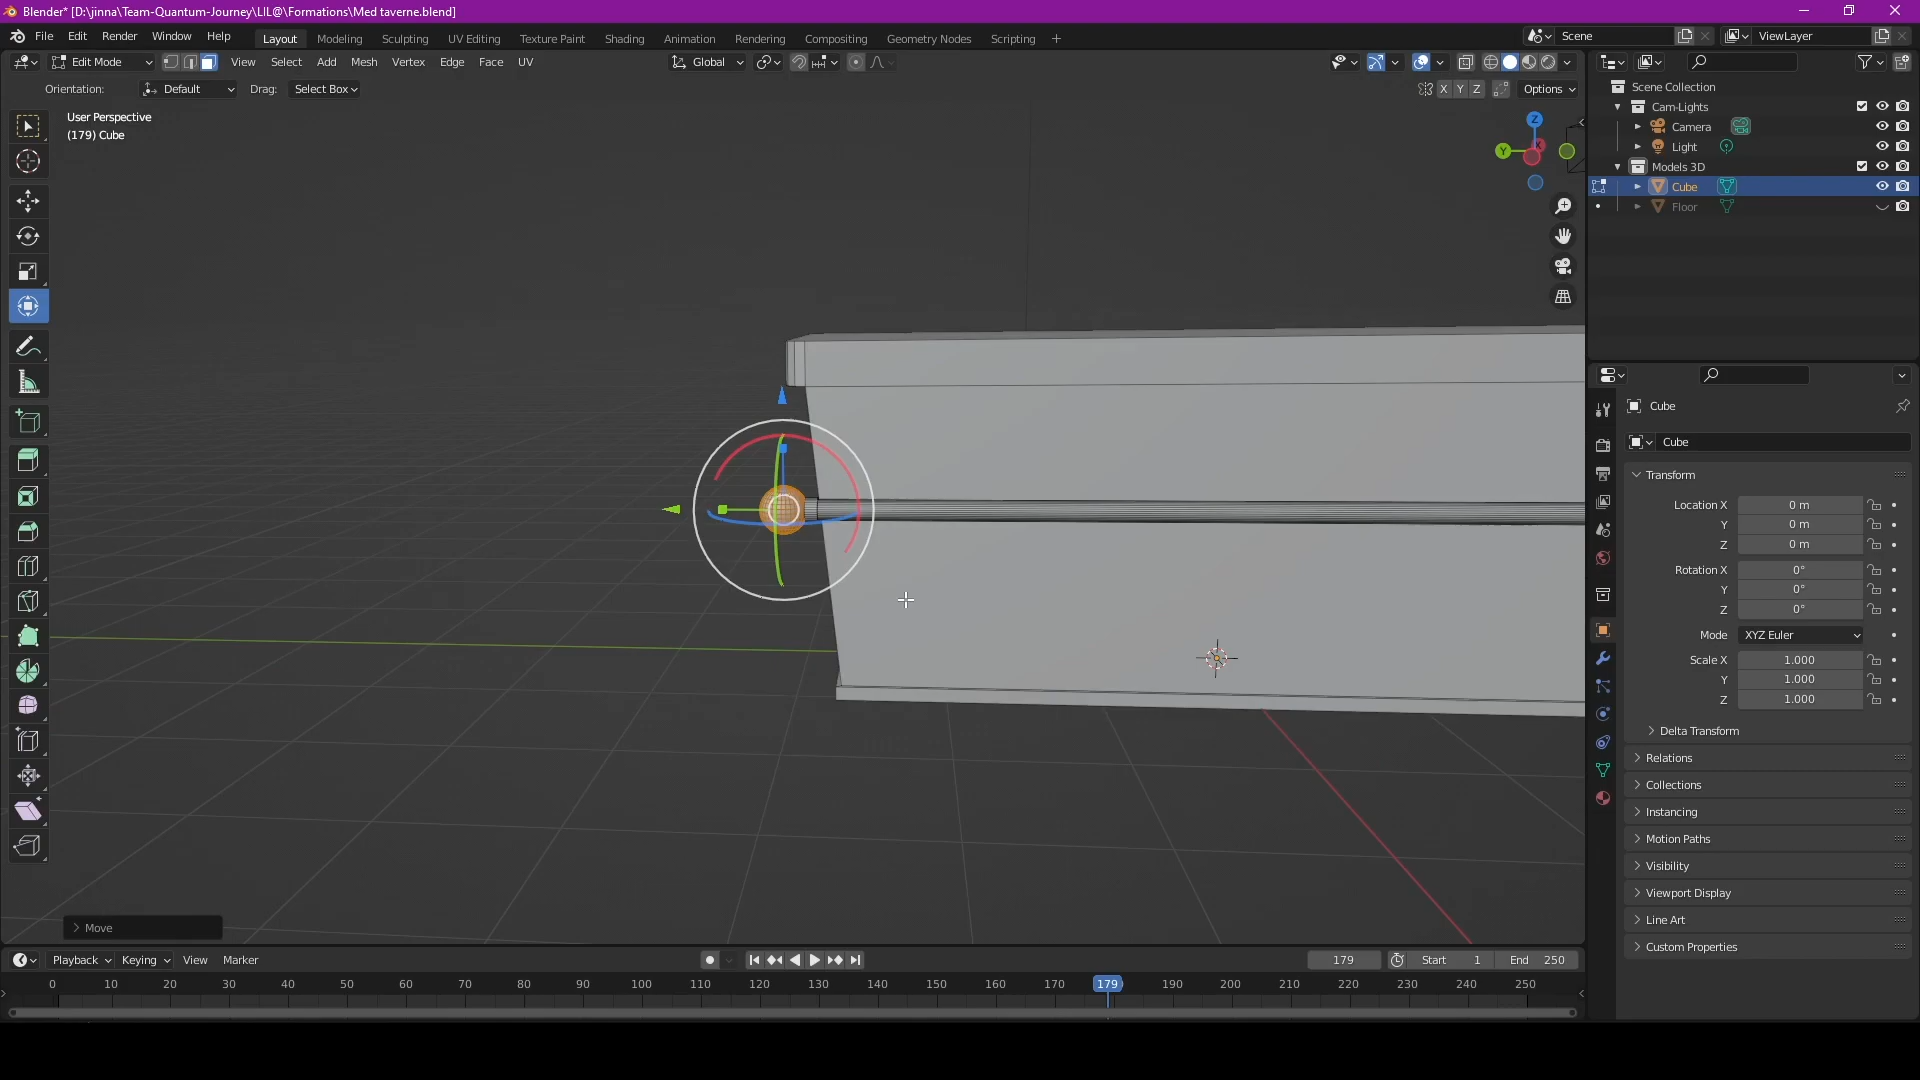 Blender* [D:\jinna\Team-Quantum-Journey\LIL@\Formations\Med taverne.blend]
File Edit Render Window Help Layout Modeling Sculpting UV Editing Texture Paint Shading Animation Rendering Compositing Geometry Nodes Scripting + Scene ViewLayer
Edit Mode View Select Add Mesh Vertex Edge Face UV Global
Orientation: Default Drag: Select Box X Y Z Options
User Perspective
(179) Cube
Z
Y
X
Scene Collection
Cam-Lights
Camera
Light
Models 3D
Cube
Floor
Cube
Cube
Transform
Location X 0 m
Y 0 m
Z 0 m
Rotation X 0°
Y 0°
Z 0°
Mode XYZ Euler
Scale X 1.000
Y 1.000
Z 1.000
Delta Transform
Relations
Collections
Instancing
Motion Paths
Visibility
Viewport Display
Line Art
Custom Properties
Move
Playback Keying View Marker 179 Start 1 End 250
0 10 20 30 40 50 60 70 80 90 100 110 120 130 140 150 160 170 179 190 200 210 220 230 240 250